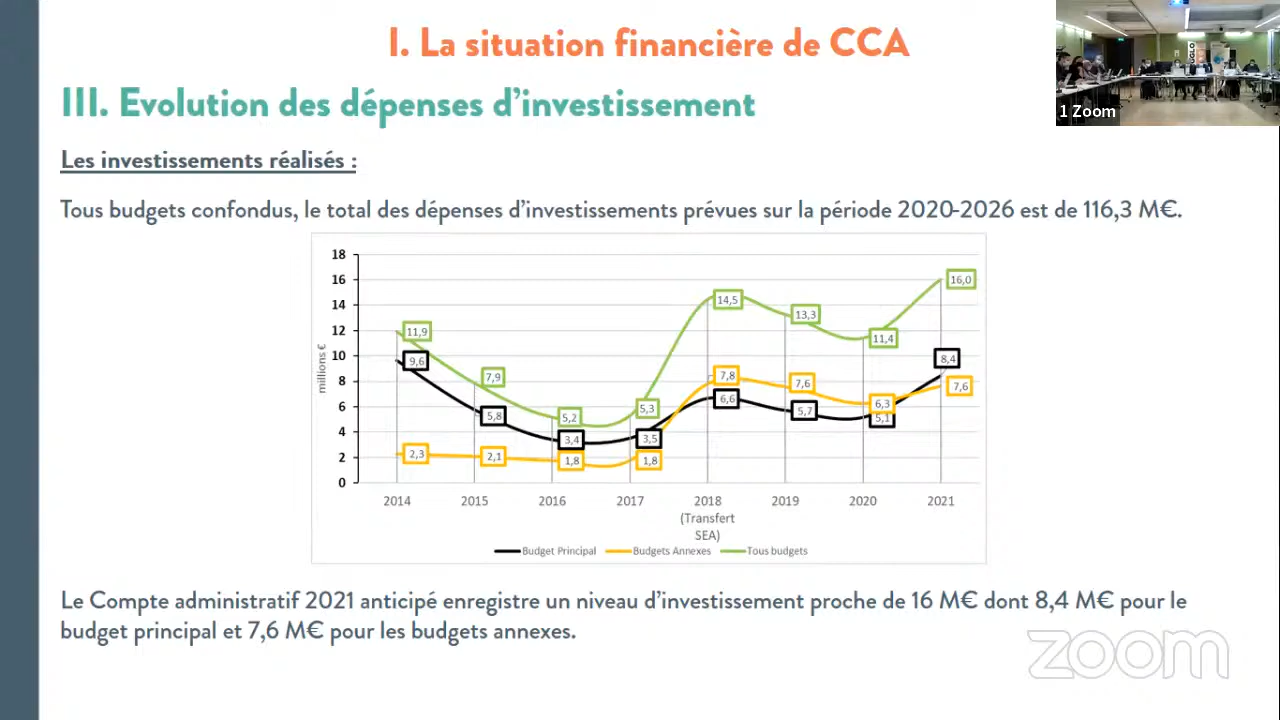 I. La situation financière de CCA
III. Evolution des dépenses d'investissement
1 Zoom
Les investissements réalisés :
Tous budgets confondus, le total des dépenses d'investissements prévues sur la période 2020-2026 est de 116,3 M€.
millions €
18
16
14
12
10
8
6
4
2
0
11,9
7,9
5,2
5,3
14,5
13,3
11,4
16,0
9,6
5,8
3,4
3,5
6,6
5,7
5,1
8,4
2,3
2,1
1,8
1,8
7,8
7,6
6,3
7,6
2014 2015 2016 2017 2018 2019 2020 2021
(Transfert
SEA)
Budget Principal Budgets Annexes Tous budgets
Le Compte administratif 2021 anticipé enregistre un niveau d'investissement proche de 16 M€ dont 8,4 M€ pour le
budget principal et 7,6 M€ pour les budgets annexes.
zoom